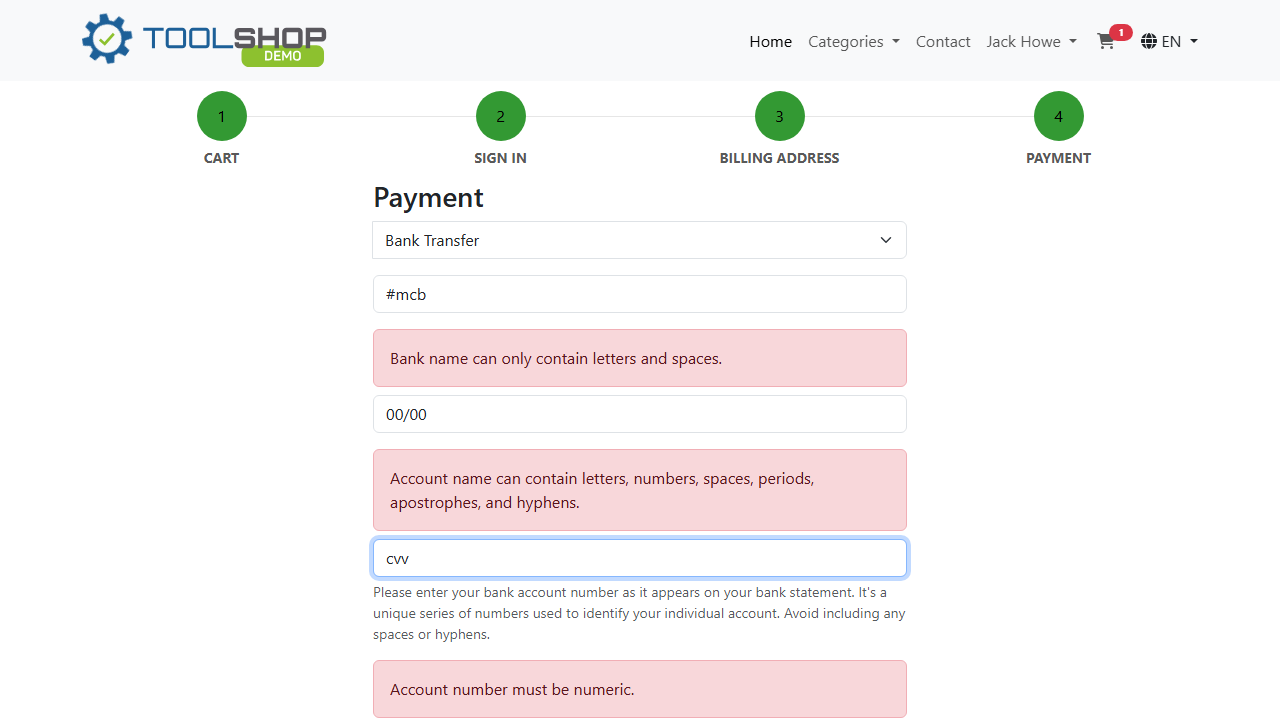 TOOLSHOP
DEMO
Home Categories Contact Jack Howe 1 EN
1 2 3 4
CART SIGN IN BILLING ADDRESS PAYMENT
Payment
Bank Transfer
#mcb
Bank name can only contain letters and spaces.
00/00
Account name can contain letters, numbers, spaces, periods,
apostrophes, and hyphens.
cvv
Please enter your bank account number as it appears on your bank statement. It's a
unique series of numbers used to identify your individual account. Avoid including any
spaces or hyphens.
Account number must be numeric.